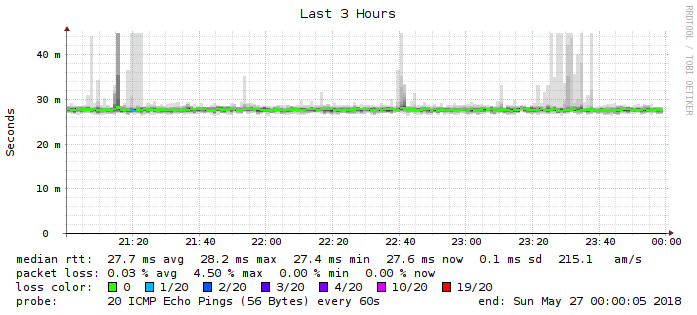 Last 3 Hours
RRDTOOL / TOBI OETIKER
Seconds
40 m
30 m
20 m
10 m
0
21:20 21:40 22:00 22:20 22:40 23:00 23:20 23:40 00:00
median rtt: 27.7 ms avg 28.2 ms max 27.4 ms min 27.6 ms now 0.1 ms sd 215.1 am/s
packet loss: 0.03 % avg 4.50 % max 0.00 % min 0.00 % now
loss color: 0 1/20 2/20 3/20 4/20 10/20 19/20
probe: 20 ICMP Echo Pings (56 Bytes) every 60s end: Sun May 27 00:00:05 2018